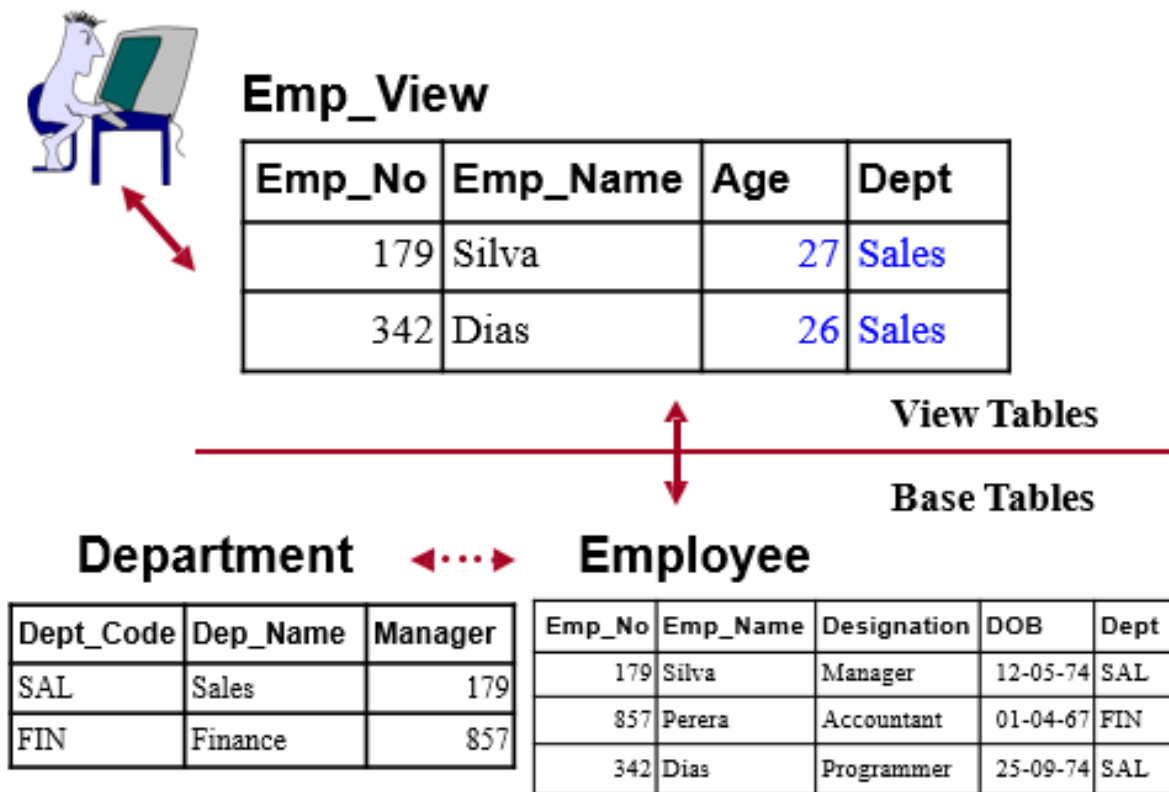 Emp_View
Emp_No Emp_Name Age Dept
179 Silva 27 Sales
342 Dias 26 Sales
View Tables
Base Tables
Department
Dept_Code Dep_Name Manager
SAL Sales 179
FIN Finance 857
Employee
Emp_No Emp_Name Designation DOB Dept
179 Silva Manager 12-05-74 SAL
857 Perera Accountant 01-04-67 FIN
342 Dias Programmer 25-09-74 SAL